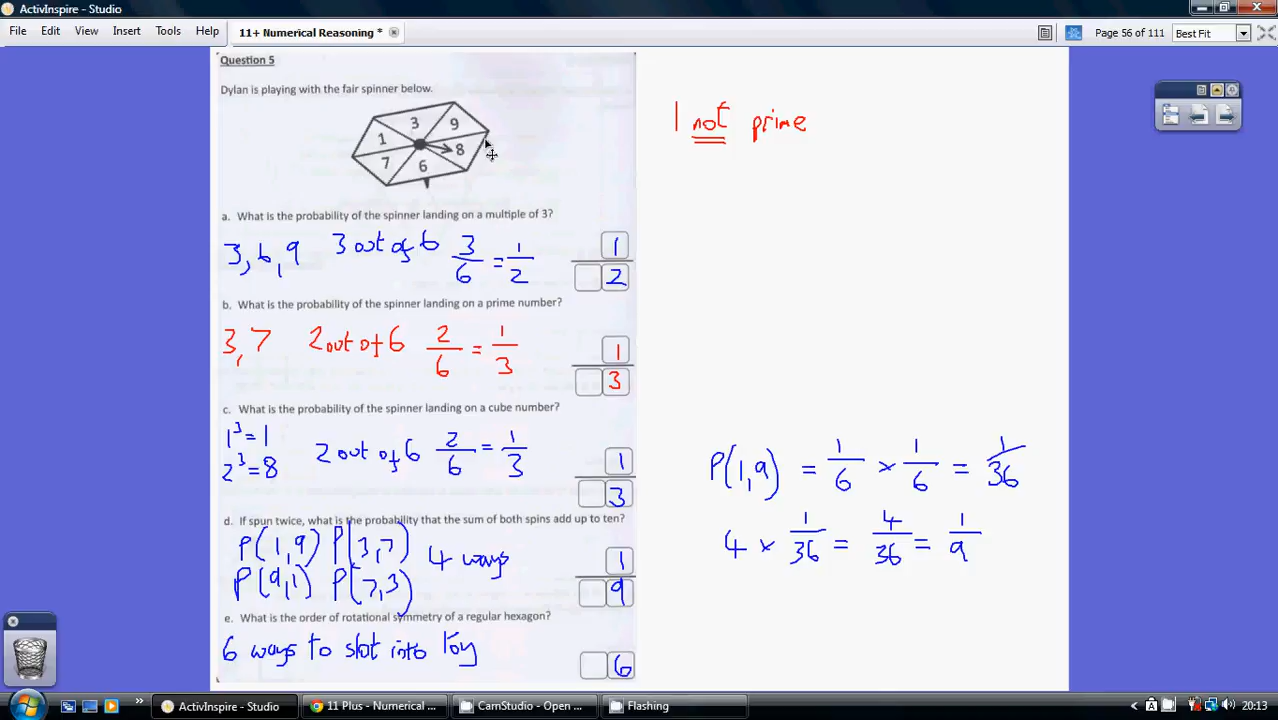 ActivInspire - Studio
File Edit View Insert Tools Help
11+ Numerical Reasoning *
Page 56 of 111
Best Fit
Question 5
Dylan is playing with the fair spinner below.
3
9
1
8
7
6
1 not prime
a. What is the probability of the spinner landing on a multiple of 3?
3, 6, 9 3 out of 6 3/6 = 1/2
1
2
b. What is the probability of the spinner landing on a prime number?
3, 7 2 out of 6 2/6 = 1/3
1
3
c. What is the probability of the spinner landing on a cube number?
1³ = 1
2³ = 8
2 out of 6 2/6 = 1/3
1
3
d. If spun twice, what is the probability that the sum of both spins add up to ten?
P(1,9) P(3,7)
P(9,1) P(7,3)
4 ways
1
9
e. What is the order of rotational symmetry of a regular hexagon?
6 ways to slot into toy
6
P(1,9) = 1/6 × 1/6 = 1/36
4 × 1/36 = 4/36 = 1/9
ActivInspire - Studio
11 Plus - Numerical ...
CamStudio - Open ...
Flashing
20:13